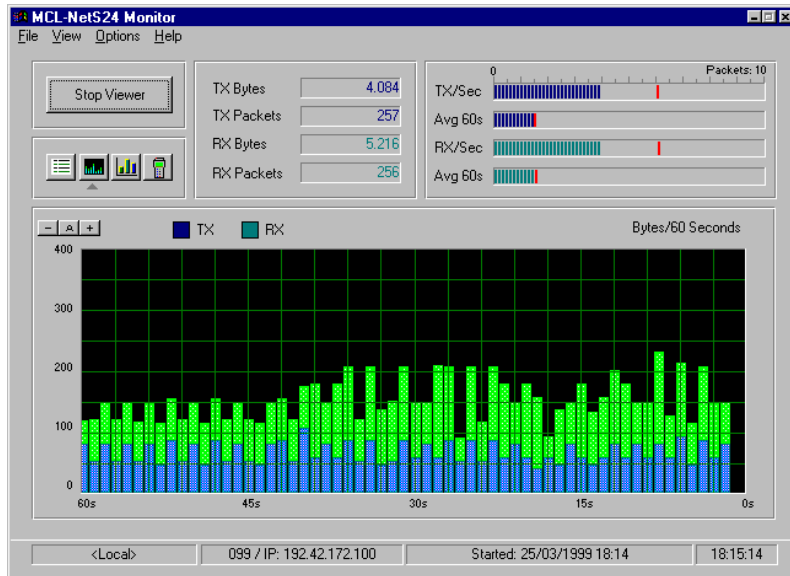 MCL-NetS24 Monitor
File View Options Help
Stop Viewer
TX Bytes 4.084
TX Packets 257
RX Bytes 5.216
RX Packets 256
0 Packets: 10
TX/Sec
Avg 60s
RX/Sec
Avg 60s
- A +
TX RX
Bytes/60 Seconds
400
300
200
100
0
60s 45s 30s 15s 0s
<Local> 099 / IP: 192.42.172.100 Started: 25/03/1999 18:14 18:15:14